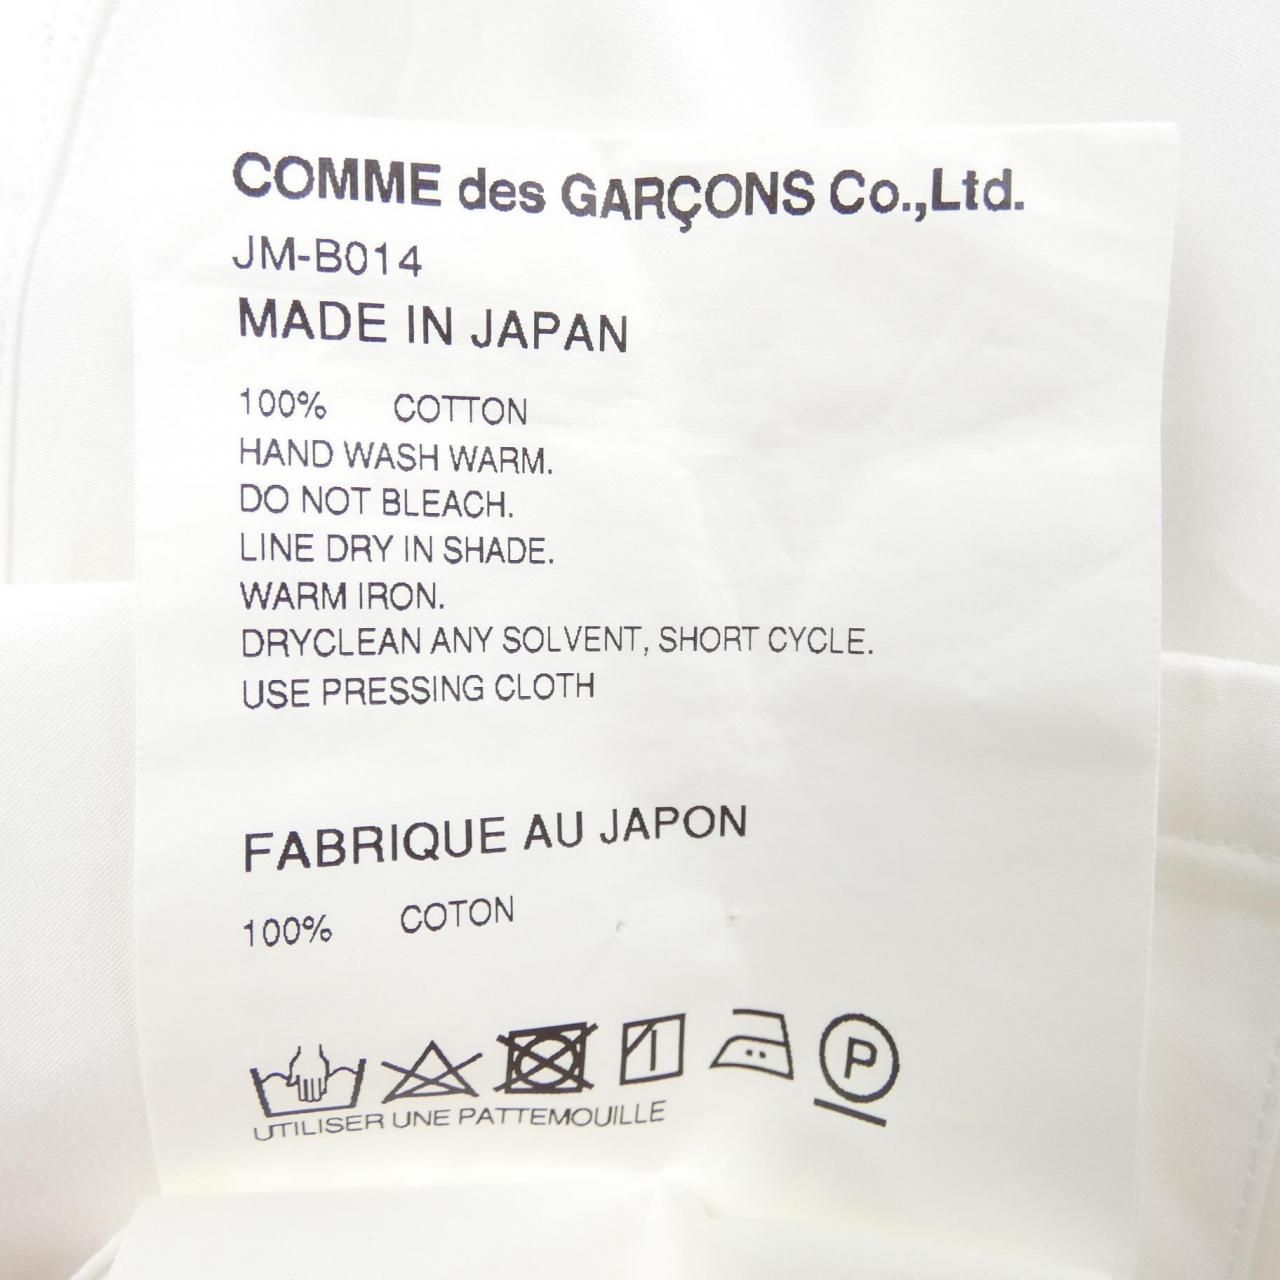 COMME des GARÇONS Co.,Ltd.
JM-B014
MADE IN JAPAN
100% COTTON
HAND WASH WARM.
DO NOT BLEACH.
LINE DRY IN SHADE.
WARM IRON.
DRYCLEAN ANY SOLVENT, SHORT CYCLE.
USE PRESSING CLOTH
FABRIQUE AU JAPON
100% COTON
P
UTILISER UNE PATTEMOUILLE